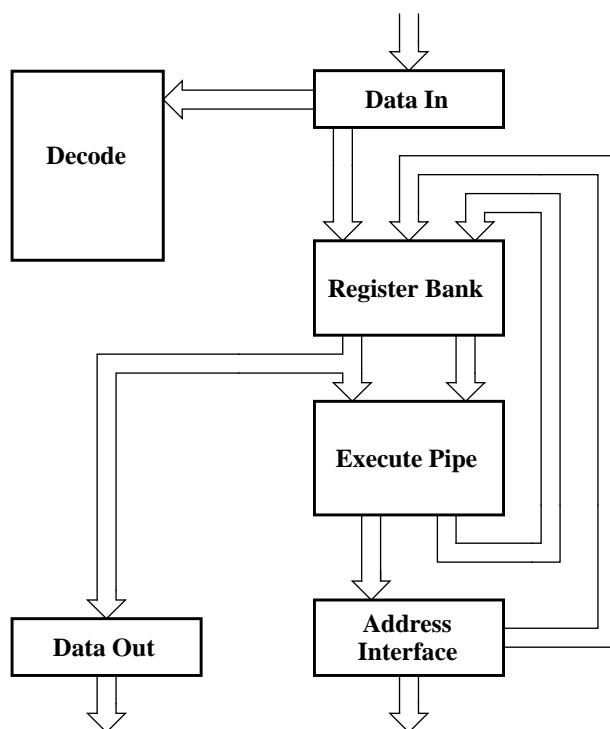 Data In
Decode
Register Bank
Execute Pipe
Address
Interface
Data Out